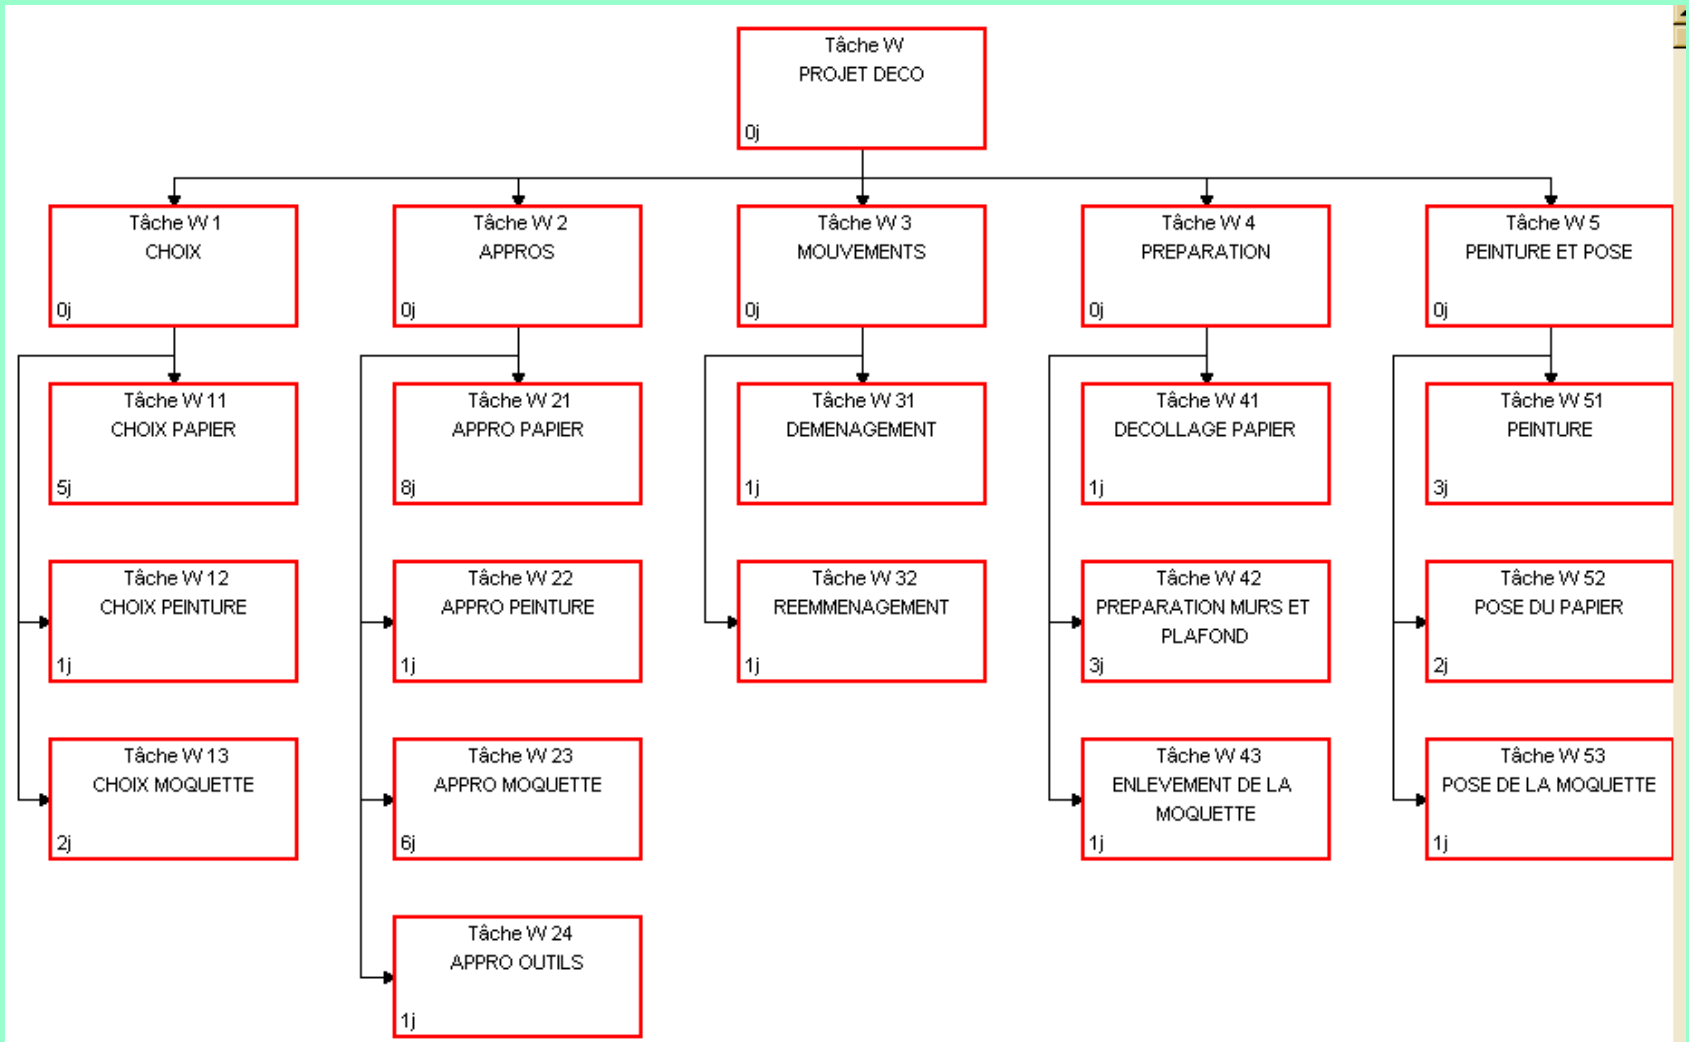 Tâche W
PROJET DECO
0j
Tâche W 1
CHOIX
0j
Tâche W 2
APPROS
0j
Tâche W 3
MOUVEMENTS
0j
Tâche W 4
PREPARATION
0j
Tâche W 5
PEINTURE ET POSE
0j
Tâche W 11
CHOIX PAPIER
5j
Tâche W 21
APPRO PAPIER
8j
Tâche W 31
DEMENAGEMENT
1j
Tâche W 41
DECOLLAGE PAPIER
1j
Tâche W 51
PEINTURE
3j
Tâche W 12
CHOIX PEINTURE
1j
Tâche W 22
APPRO PEINTURE
1j
Tâche W 32
REEMMENAGEMENT
1j
Tâche W 42
PREPARATION MURS ET
PLAFOND
3j
Tâche W 52
POSE DU PAPIER
2j
Tâche W 13
CHOIX MOQUETTE
2j
Tâche W 23
APPRO MOQUETTE
6j
Tâche W 43
ENLEVEMENT DE LA
MOQUETTE
1j
Tâche W 53
POSE DE LA MOQUETTE
1j
Tâche W 24
APPRO OUTILS
1j